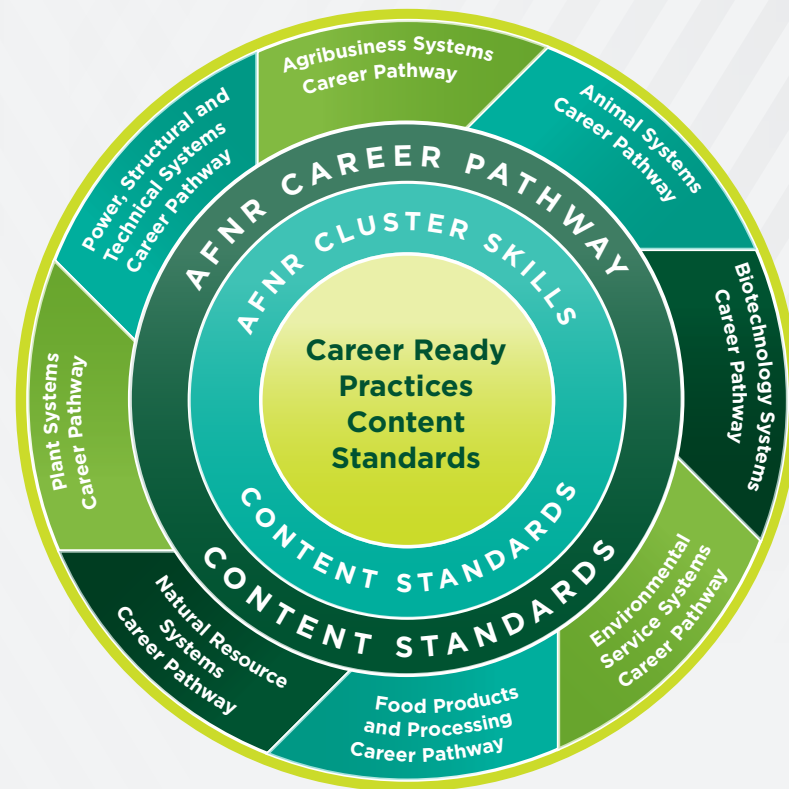 Agribusiness Systems
Career Pathway
Animal Systems
Career Pathway
Biotechnology Systems
Career Pathway
Environmental
Service Systems
Career Pathway
Food Products
and Processing
Career Pathway
Natural Resource
Systems
Career Pathway
Plant Systems
Career Pathway
Power, Structural and
Technical Systems
Career Pathway
AFNR CAREER PATHWAY
CONTENT STANDARDS
AFNR CLUSTER SKILLS
CONTENT STANDARDS
Career Ready
Practices
Content
Standards